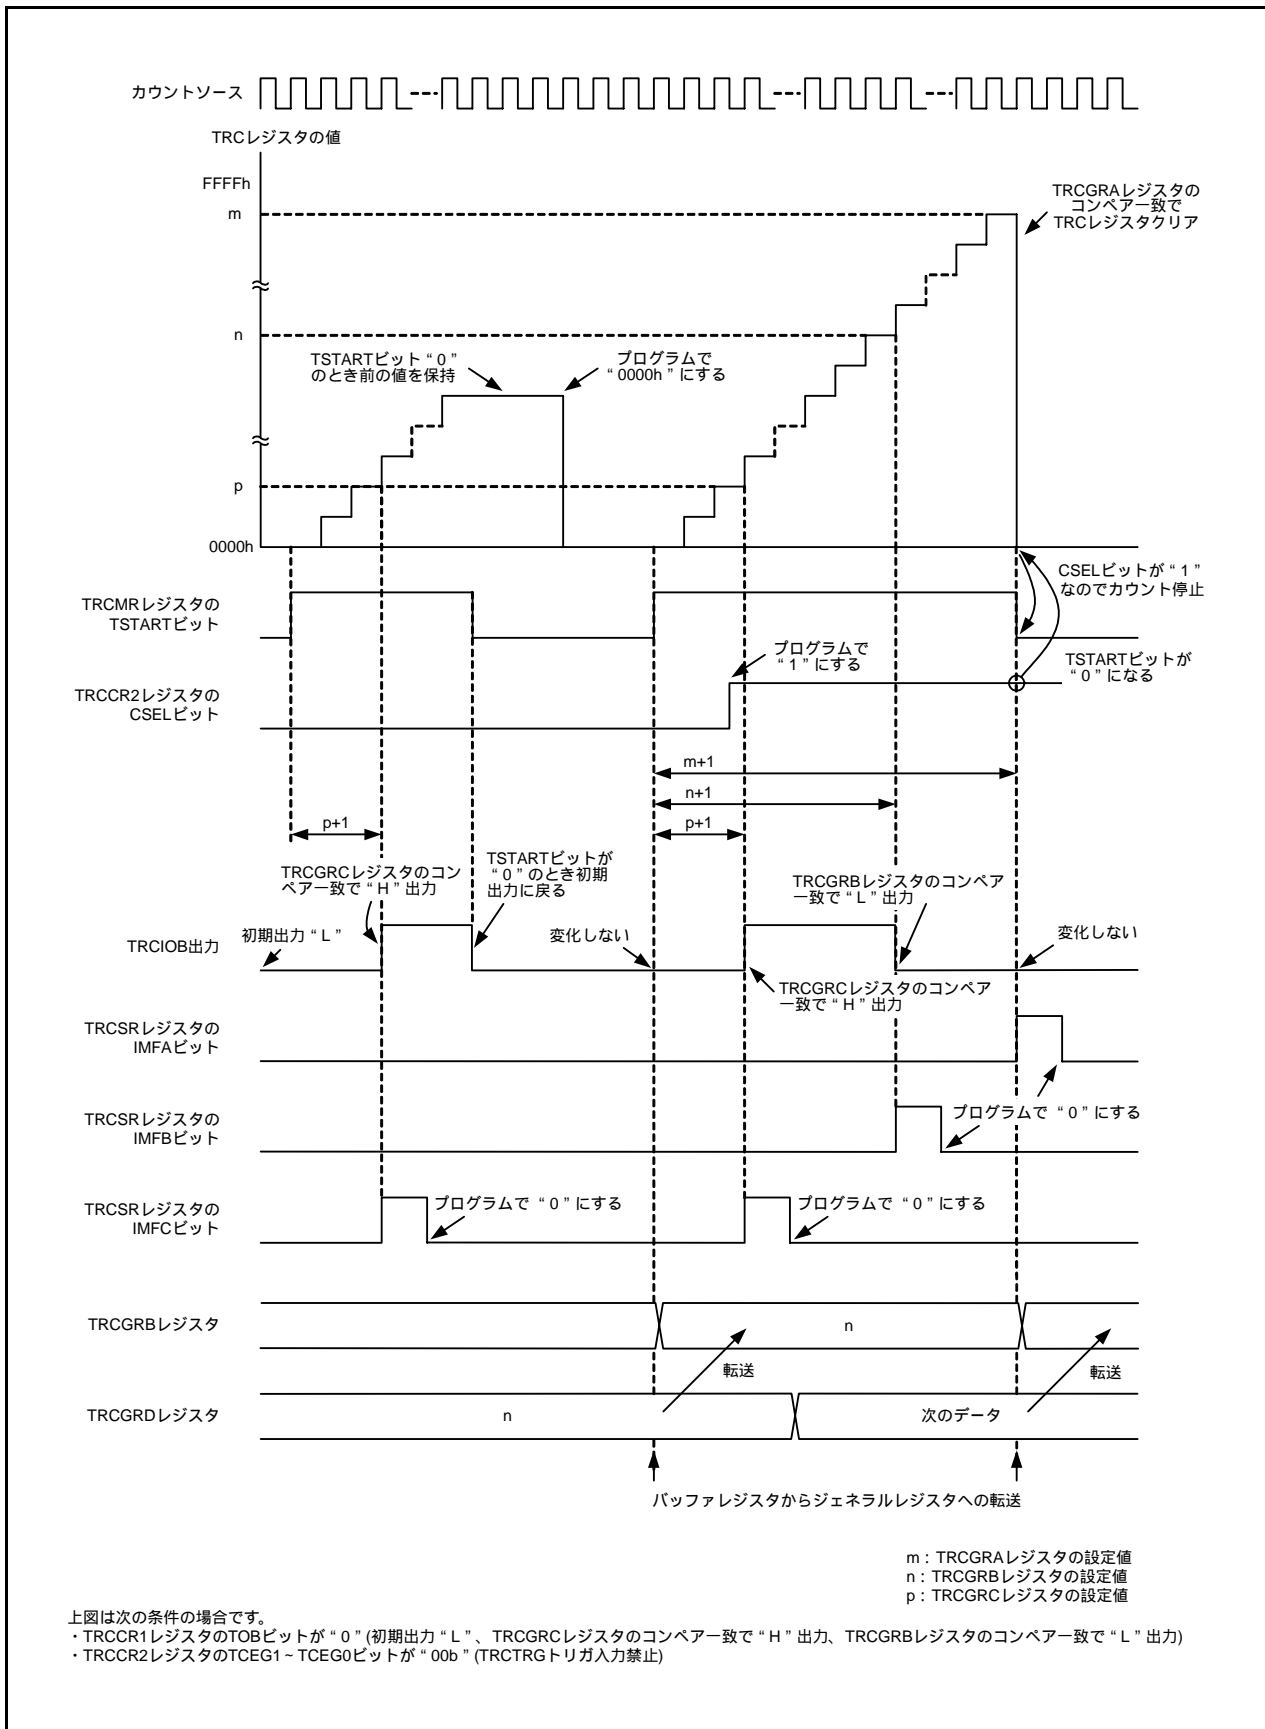 カウントソース
TRCレジスタの値
FFFFh
m
TRCGRAレジスタの
コンペア一致で
TRCレジスタクリア
n
TSTARTビット“0”
のとき前の値を保持
プログラムで
“0000h”にする
p
0000h
CSELビットが“1”
なのでカウント停止
TRCMRレジスタの
TSTARTビット
プログラムで
“1”にする
TSTARTビットが
“0”になる
TRCCR2レジスタの
CSELビット
m+1
n+1
p+1
p+1
TRCGRCレジスタのコン
ペア一致で“H”出力
TSTARTビットが
“0”のとき初期
出力に戻る
TRCGRBレジスタのコンペア
一致で“L”出力
TRCIOB出力
初期出力“L”
変化しない
変化しない
TRCGRCレジスタのコンペア
一致で“H”出力
TRCSRレジスタの
IMFAビット
TRCSRレジスタの
IMFBビット
プログラムで“0”にする
TRCSRレジスタの
IMFCビット
プログラムで“0”にする
プログラムで“0”にする
TRCGRBレジスタ
n
転送
転送
TRCGRDレジスタ
n
次のデータ
バッファレジスタからジェネラルレジスタへの転送
m：TRCGRAレジスタの設定値
n：TRCGRBレジスタの設定値
p：TRCGRCレジスタの設定値
上図は次の条件の場合です。
・TRCCR1レジスタのTOBビットが“0”(初期出力“L”、TRCGRCレジスタのコンペア一致で“H”出力、TRCGRBレジスタのコンペア一致で“L”出力)
・TRCCR2レジスタのTCEG1～TCEG0ビットが“00b”(TRCTRGトリガ入力禁止)